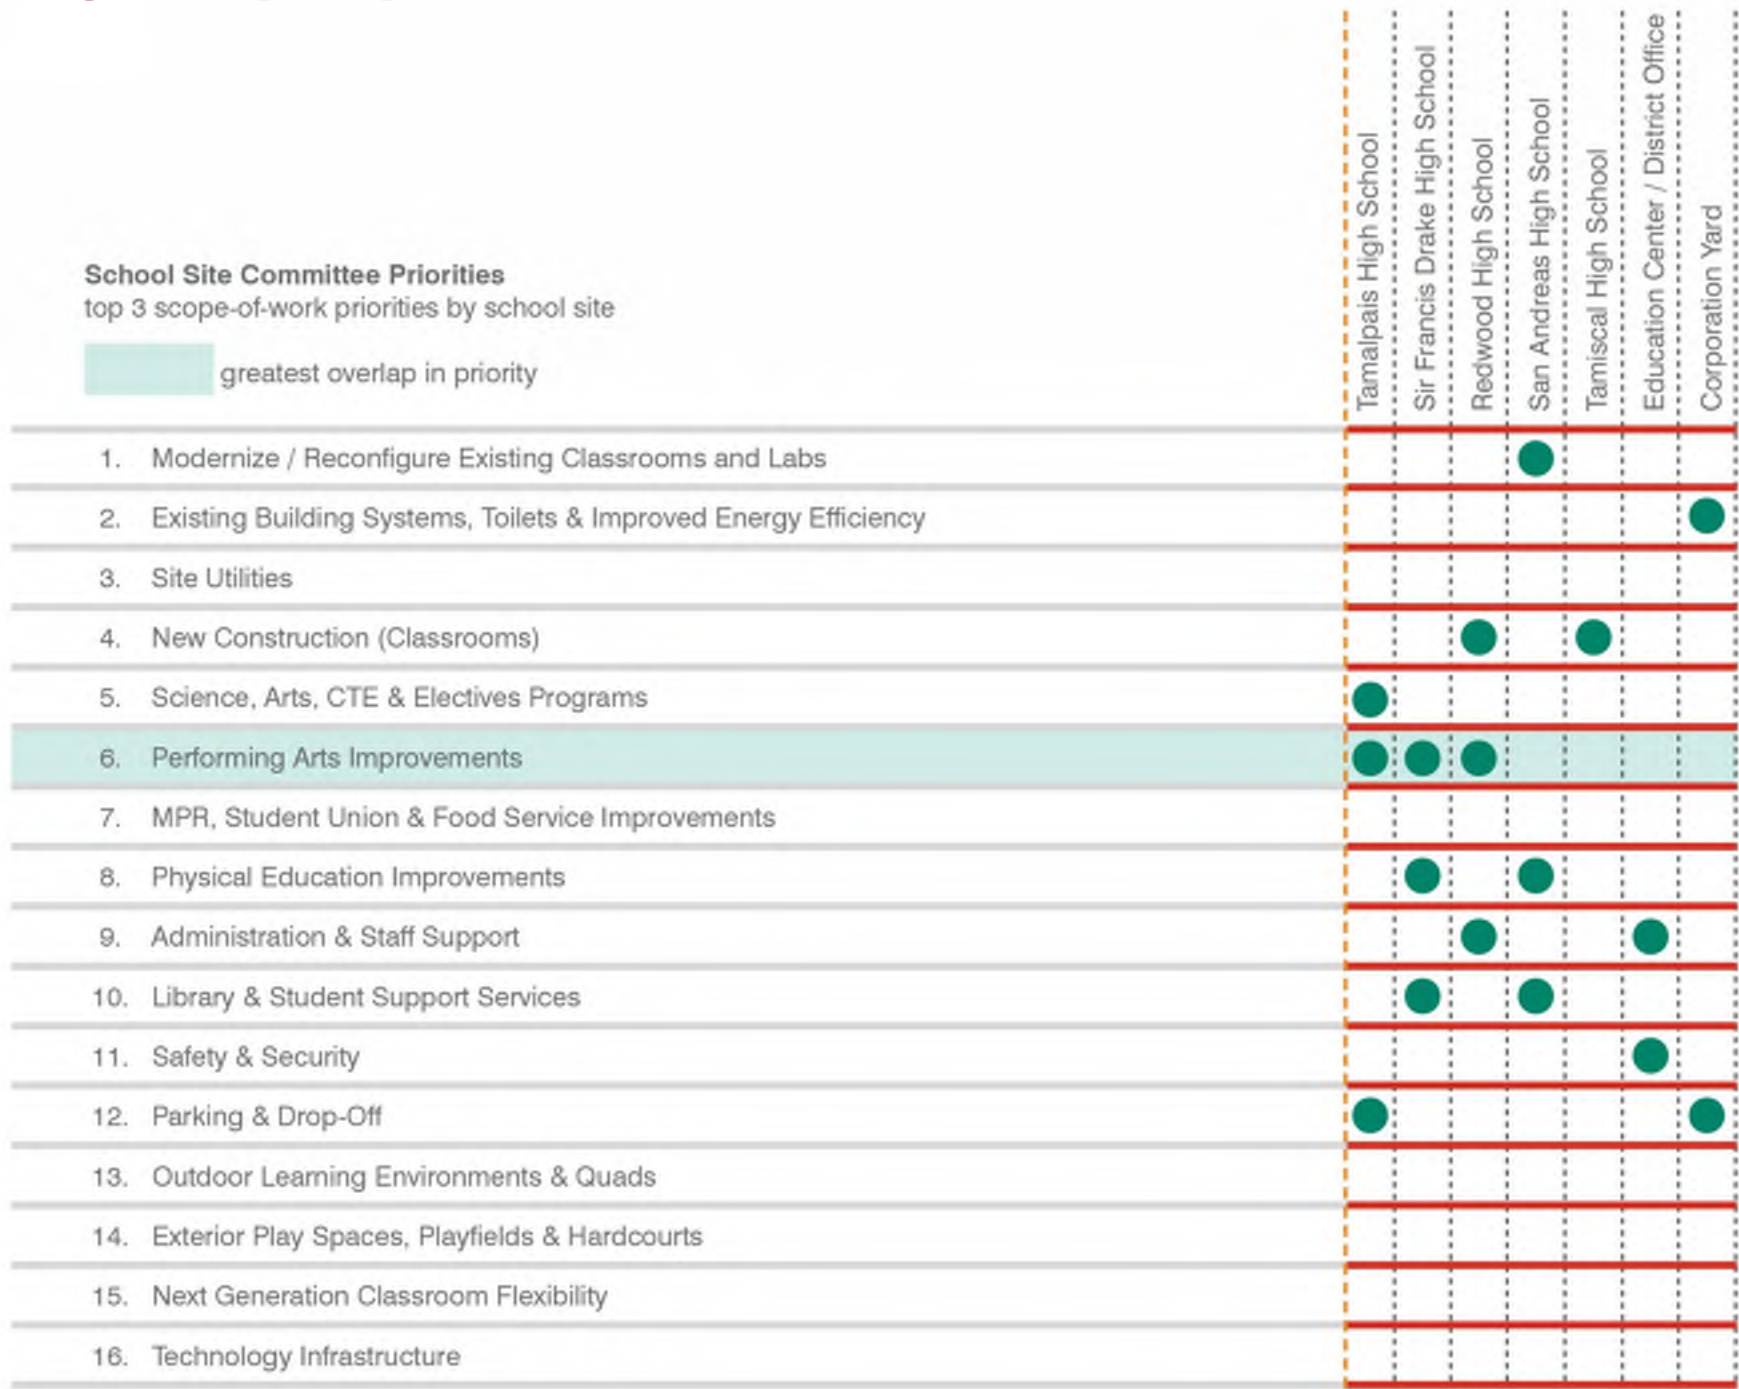 Tamalpais High School
Sir Francis Drake High School
Redwood High School
San Andreas High School
Tamiscal High School
Education Center / District Office
Corporation Yard
School Site Committee Priorities
top 3 scope-of-work priorities by school site
greatest overlap in priority
1. Modernize / Reconfigure Existing Classrooms and Labs
2. Existing Building Systems, Toilets & Improved Energy Efficiency
3. Site Utilities
4. New Construction (Classrooms)
5. Science, Arts, CTE & Electives Programs
6. Performing Arts Improvements
7. MPR, Student Union & Food Service Improvements
8. Physical Education Improvements
9. Administration & Staff Support
10. Library & Student Support Services
11. Safety & Security
12. Parking & Drop-Off
13. Outdoor Learning Environments & Quads
14. Exterior Play Spaces, Playfields & Hardcourts
15. Next Generation Classroom Flexibility
16. Technology Infrastructure